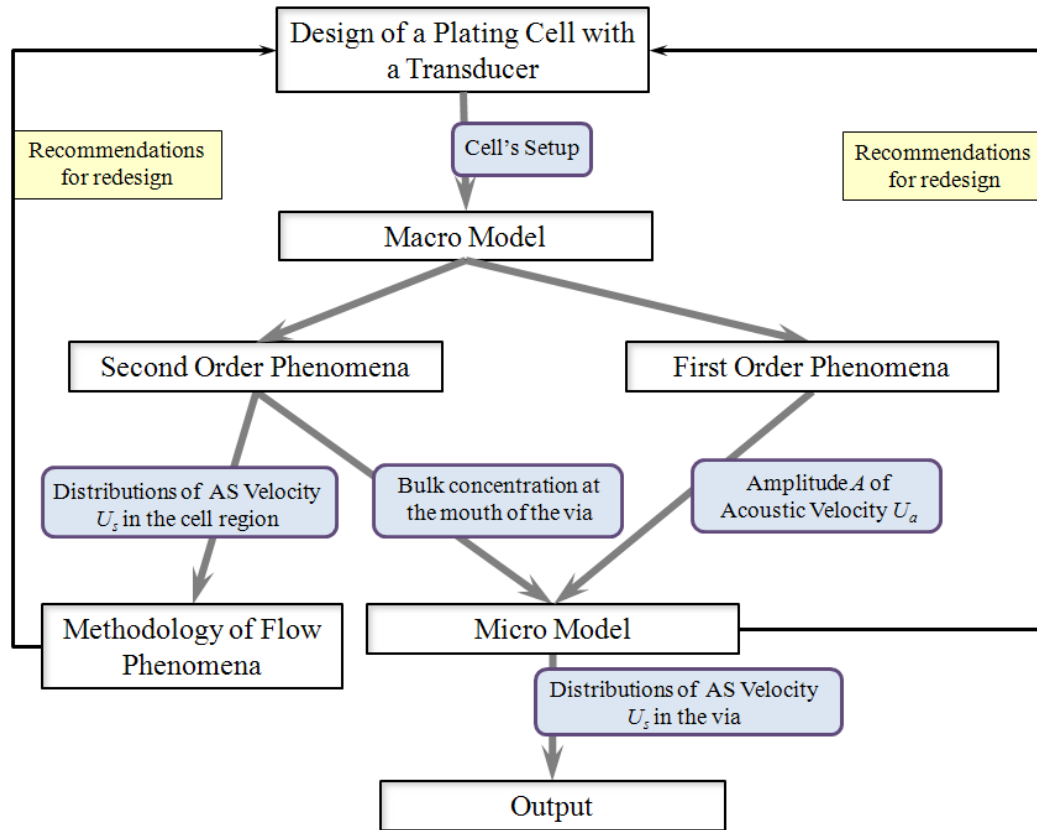 Design of a Plating Cell with
a Transducer
Cell's Setup
Recommendations
for redesign
Recommendations
for redesign
Macro Model
Second Order Phenomena
First Order Phenomena
Distributions of AS Velocity
Us in the cell region
Bulk concentration at
the mouth of the via
Amplitude A of
Acoustic Velocity Ua
Methodology of Flow
Phenomena
Micro Model
Distributions of AS Velocity
Us in the via
Output